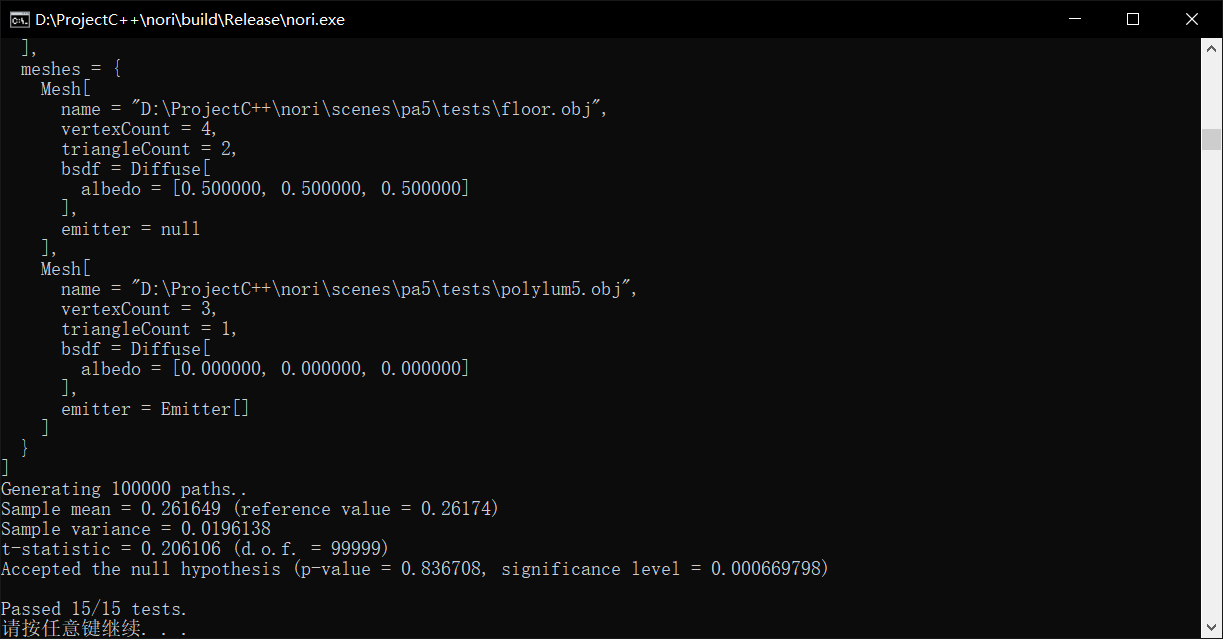 D:\ProjectC++\nori\build\Release\nori.exe
],
meshes = {
Mesh[
name = "D:\ProjectC++\nori\scenes\pa5\tests\floor.obj",
vertexCount = 4,
triangleCount = 2,
bsdf = Diffuse[
albedo = [0.500000, 0.500000, 0.500000]
],
emitter = null
],
Mesh[
name = "D:\ProjectC++\nori\scenes\pa5\tests\polylum5.obj",
vertexCount = 3,
triangleCount = 1,
bsdf = Diffuse[
albedo = [0.000000, 0.000000, 0.000000]
],
emitter = Emitter[]
]
}
]
Generating 100000 paths..
Sample mean = 0.261649 (reference value = 0.26174)
Sample variance = 0.0196138
t-statistic = 0.206106 (d.o.f. = 99999)
Accepted the null hypothesis (p-value = 0.836708, significance level = 0.000669798)
Passed 15/15 tests.
请按任意键继续. . .